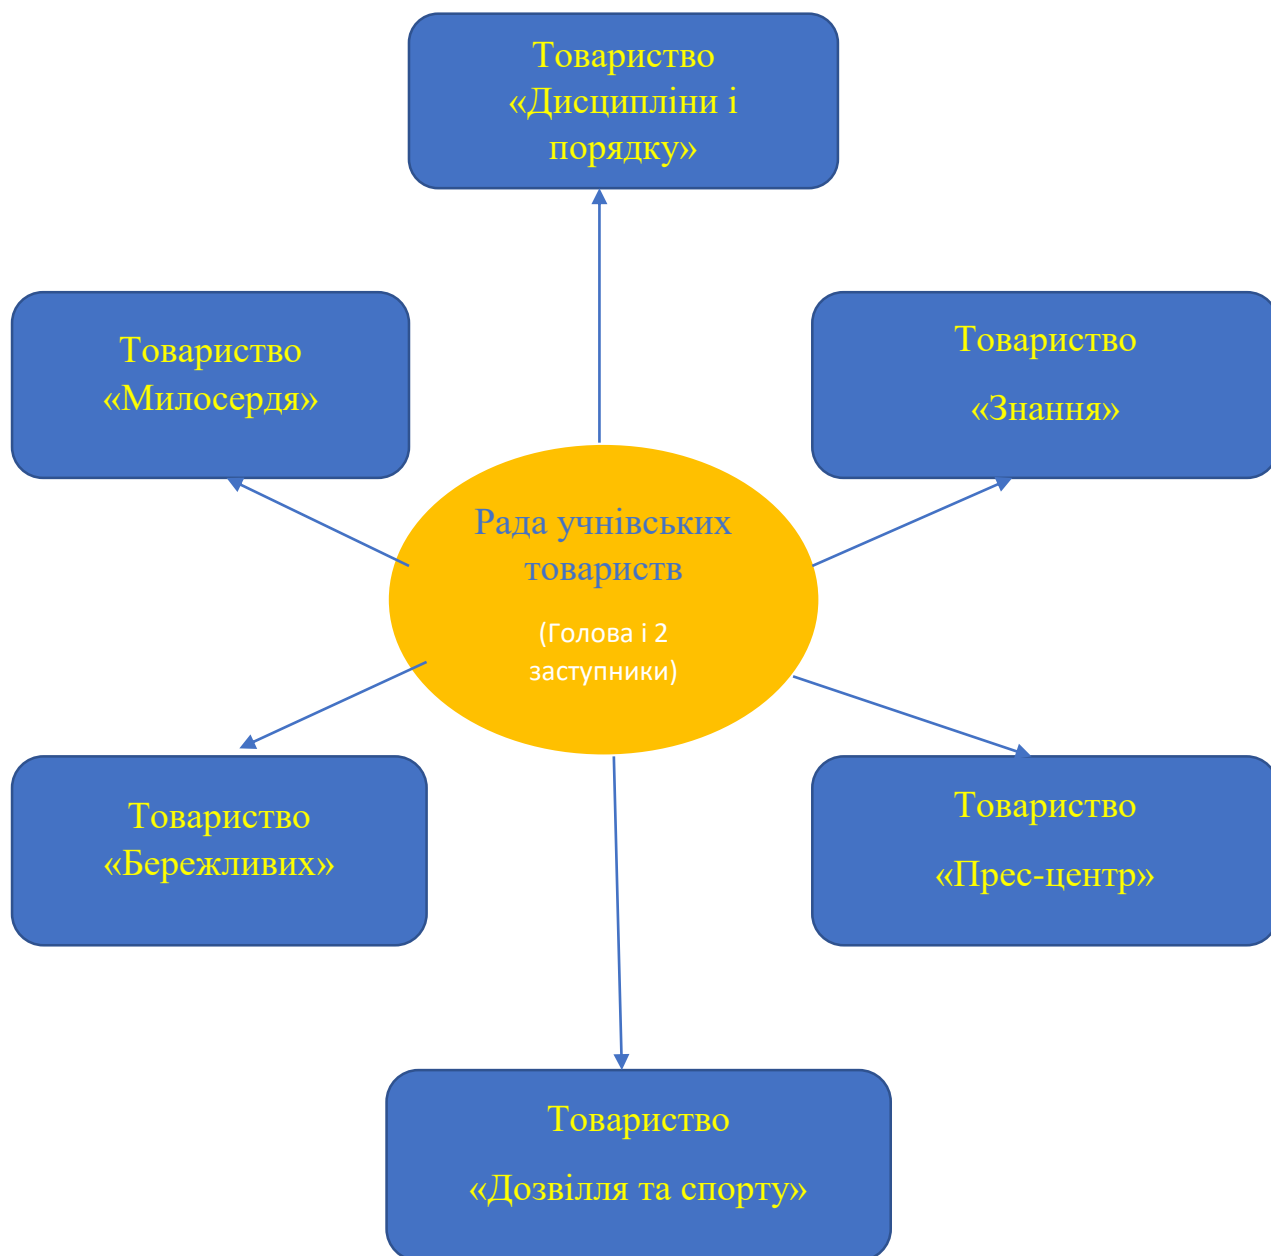 Товариство
«Дисципліни і
порядку»
Товариство
«Милосердя»
Товариство
«Знання»
Рада учнівських
товариств
(Голова і 2
заступники)
Товариство
«Бережливих»
Товариство
«Прес-центр»
Товариство
«Дозвілля та спорту»